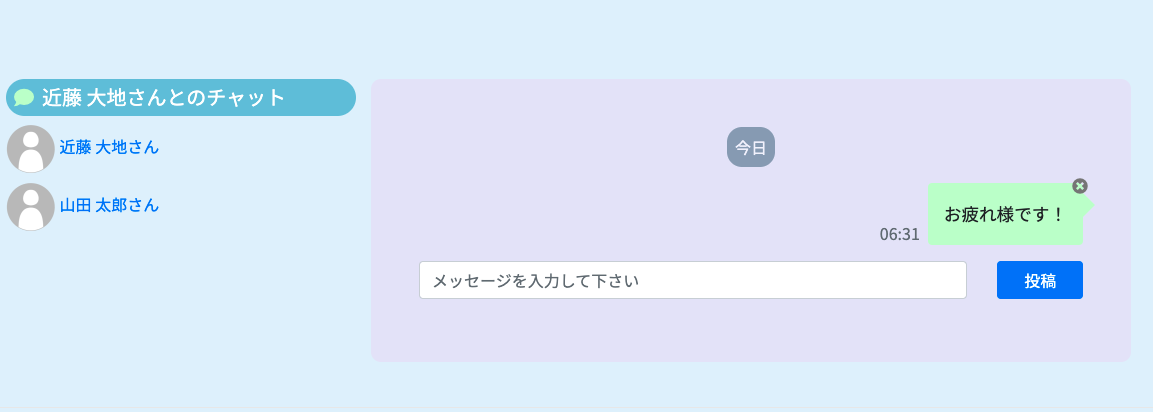 近藤 大地さんとのチャット
近藤 大地さん
山田 太郎さん
今日
お疲れ様です！
06:31
メッセージを入力して下さい
投稿